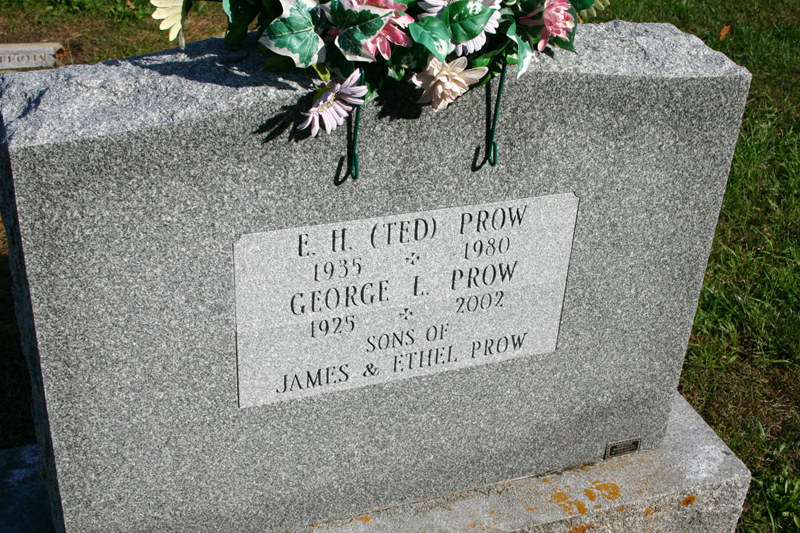 E. H. (TED) PROW
1935 1980
GEORGE L. PROW
1925 2002
SONS OF
JAMES & ETHEL PROW